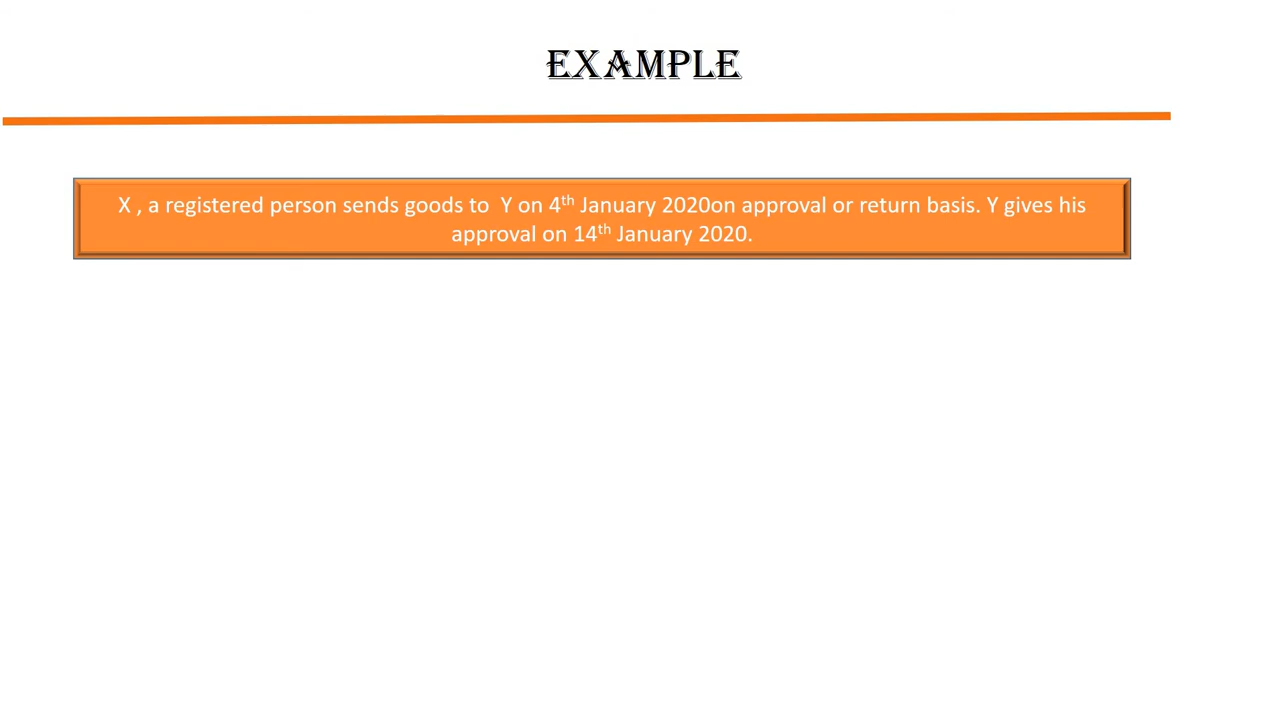 EXAMPLE
X , a registered person sends goods to  Y on 4th January 2020on approval or return basis. Y gives his
approval on 14th January 2020.